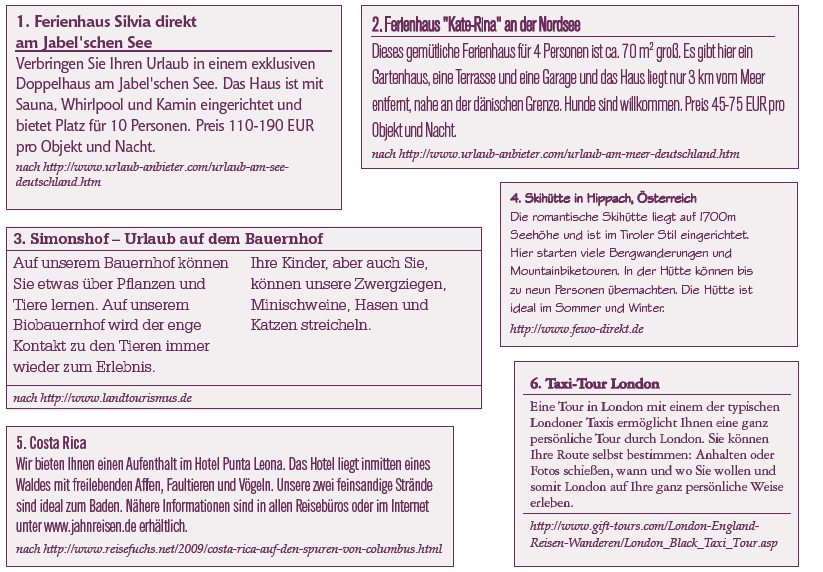 1. Ferienhaus Silvia direkt
am Jabel'schen See
Verbringen Sie Ihren Urlaub in einem exklusiven
Doppelhaus am Jabel'schen See. Das Haus ist mit
Sauna, Whirlpool und Kamin eingerichtet und
bietet Platz für 10 Personen. Preis 110-190 EUR
pro Objekt und Nacht.
nach http://www.urlaub-anbieter.com/urlaub-am-see-
deutschland.htm
2. Ferienhaus "Kate-Rina" an der Nordsee
Dieses gemütliche Ferienhaus für 4 Personen ist ca. 70 m² groß. Es gibt hier ein
Gartenhaus, eine Terrasse und eine Garage und das Haus liegt nur 3 km vom Meer
entfernt, nahe an der dänischen Grenze. Hunde sind willkommen. Preis 45-75 EUR pro
Objekt und Nacht.
nach http://www.urlaub-anbieter.com/urlaub-am-meer-deutschland.htm
3. Simonshof – Urlaub auf dem Bauernhof
Auf unserem Bauernhof können
Sie etwas über Pflanzen und
Tiere lernen. Auf unserem
Biobauernhof wird der enge
Kontakt zu den Tieren immer
wieder zum Erlebnis.
Ihre Kinder, aber auch Sie,
können unsere Zwergziegen,
Minischweine, Hasen und
Katzen streicheln.
nach http://www.landtourismus.de
4. Skihütte in Hippach, Österreich
Die romantische Skihütte liegt auf 1700m
Seehöhe und ist im Tiroler Stil eingerichtet.
Hier starten viele Bergwanderungen und
Mountainbiketouren. In der Hütte können bis
zu neun Personen übernachten. Die Hütte ist
ideal im Sommer und Winter.
http://www.fewo-direkt.de
5. Costa Rica
Wir bieten Ihnen einen Aufenthalt im Hotel Punta Leona. Das Hotel liegt inmitten eines
Waldes mit freilebenden Affen, Faultieren und Vögeln. Unsere zwei feinsandige Strände
sind ideal zum Baden. Nähere Informationen sind in allen Reisebüros oder im Internet
unter www.jahnreisen.de erhältlich.
nach http://www.reisefuchs.net/2009/costa-rica-auf-den-spuren-von-columbus.html
6. Taxi-Tour London
Eine Tour in London mit einem der typischen
Londoner Taxis ermöglicht Ihnen eine ganz
persönliche Tour durch London. Sie können
Ihre Route selbst bestimmen: Anhalten oder
Fotos schießen, wann und wo Sie wollen und
somit London auf Ihre ganz persönliche Weise
erleben.
http://www.gift-tours.com/London-England-
Reisen-Wanderen/London_Black_Taxi_Tour.asp